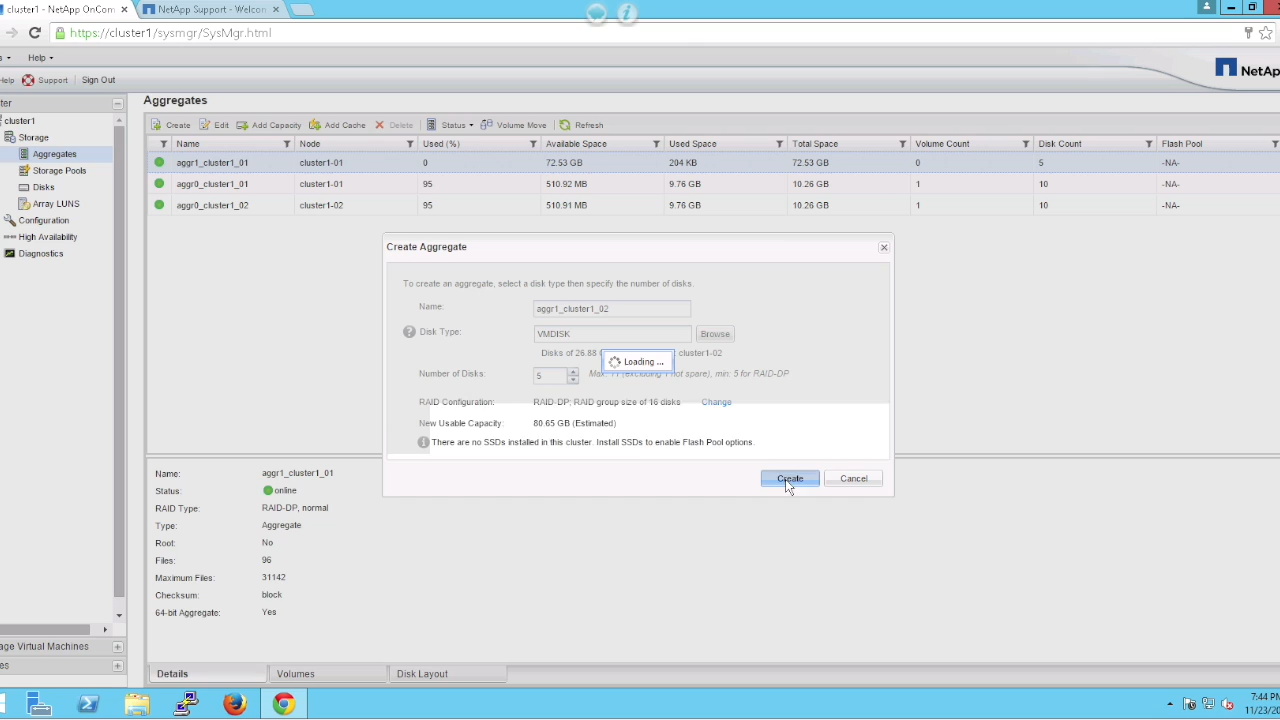 cluster1 - NetApp OnCom
NetApp Support - Welcom
https://cluster1/sysmgr/SysMgr.html
Help
Help
Support
Sign Out
NetAp
ter
Aggregates
cluster1
Storage
Aggregates
Storage Pools
Disks
Array LUNS
Configuration
High Availability
Diagnostics
Create
Edit
Add Capacity
Add Cache
Delete
Status
Volume Move
Refresh
Name
Node
Used (%)
Available Space
Used Space
Total Space
Volume Count
Disk Count
Flash Pool
aggr1_cluster1_01
cluster1-01
0
72.53 GB
204 KB
72.53 GB
0
5
-NA-
aggr0_cluster1_01
cluster1-01
95
510.92 MB
9.76 GB
10.26 GB
1
10
-NA-
aggr0_cluster1_02
cluster1-02
95
510.91 MB
9.76 GB
10.26 GB
1
10
-NA-
Create Aggregate
To create an aggregate, select a disk type then specify the number of disks.
Name:
aggr1_cluster1_02
Disk Type:
VMDISK
Browse
Disks of 26.88
cluster1-02
Loading ...
Number of Disks:
5
Max: 11 (excluding 1 hot spare), min: 5 for RAID-DP
RAID Configuration:
RAID-DP; RAID group size of 16 disks
Change
New Usable Capacity:
80.65 GB (Estimated)
There are no SSDs installed in this cluster. Install SSDs to enable Flash Pool options.
Create
Cancel
Name:
aggr1_cluster1_01
Status:
online
RAID Type:
RAID-DP, normal
Type:
Aggregate
Root:
No
Files:
96
Maximum Files:
31142
Checksum:
block
64-bit Aggregate:
Yes
age Virtual Machines
es
Details
Volumes
Disk Layout
7:44 PM
11/23/20